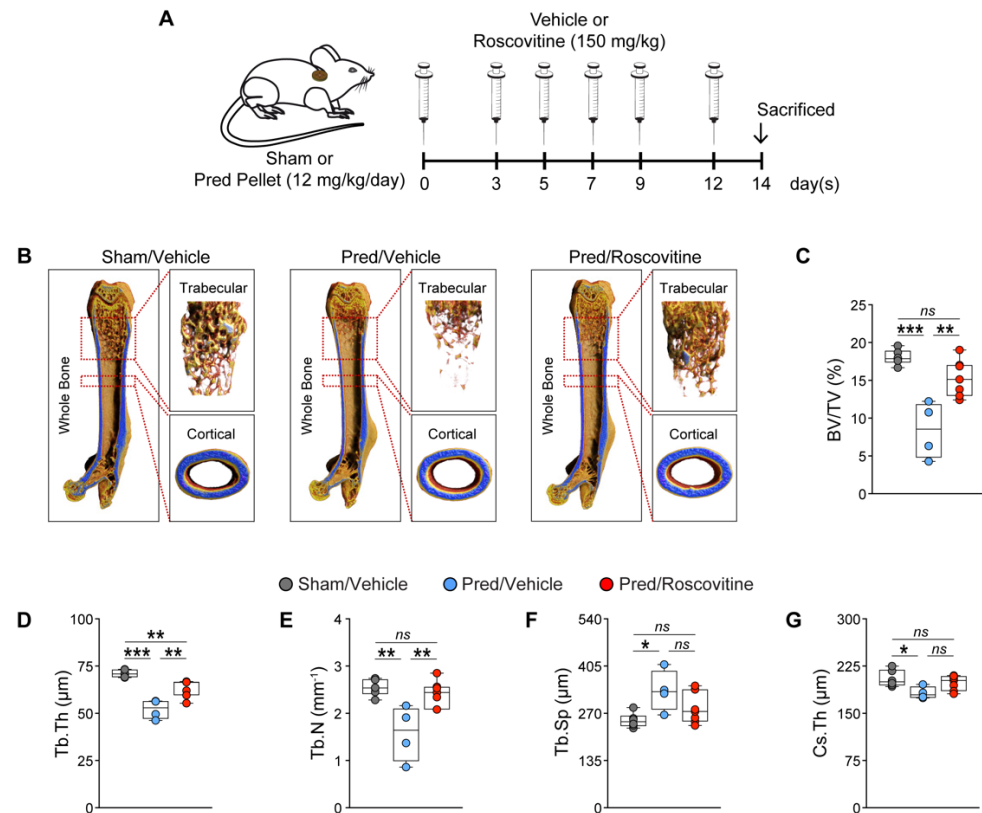 A
Vehicle or
Roscovitine (150 mg/kg)
Sacrificed
Sham or
Pred Pellet (12 mg/kg/day)
0 3 5 7 9 12 14 day(s)
B
Sham/Vehicle
Whole Bone
Trabecular
Cortical
Pred/Vehicle
Whole Bone
Trabecular
Cortical
Pred/Roscovitine
Whole Bone
Trabecular
Cortical
C
ns
*** **
BV/TV (%)
25
20
15
10
5
0
Sham/Vehicle Pred/Vehicle Pred/Roscovitine
D
**
*** **
Tb.Th (μm)
100
75
50
25
0
E
ns
** **
Tb.N (mm⁻¹)
4
3
2
1
0
F
ns
* ns
Tb.Sp (μm)
540
405
270
135
0
G
ns
* ns
Cs.Th (μm)
300
225
150
75
0